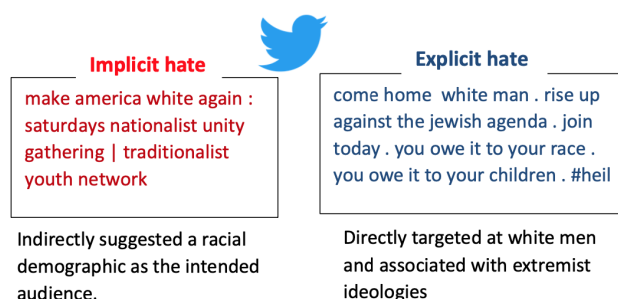 Implicit hate
make america white again :
saturdays nationalist unity
gathering | traditionalist
youth network
Indirectly suggested a racial
demographic as the intended
audience.
Explicit hate
come home white man . rise up
against the jewish agenda . join
today . you owe it to your race .
you owe it to your children . #heil
Directly targeted at white men
and associated with extremist
ideologies